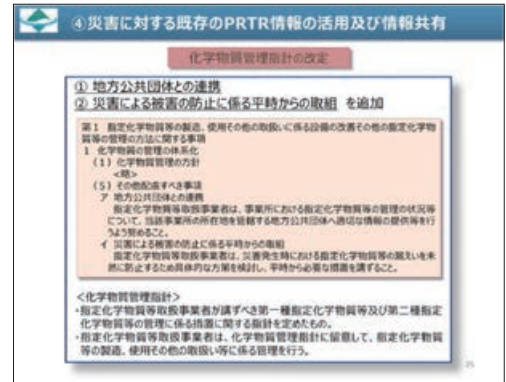 ④災害に対する既存のPRTR情報の活用及び情報共有
化学物質管理指針の改定
① 地方公共団体との連携
② 災害による被害の防止に係る平時からの取組 を追加
第1 指定化学物質等の製造、使用その他の取扱いに係る設備の改善その他の指定化学物
質等の管理の方法に関する事項
1 化学物質の管理の体系化
(1) 化学物質管理の方針
<略>
(5) その他配慮すべき事項
ア 地方公共団体との連携
指定化学物質等取扱事業者は、事業所における指定化学物質等の管理の状況等
について、当該事業所の所在地を管轄する地方公共団体へ適切な情報の提供等を行
うよう努めること。
イ 災害による被害の防止に係る平時からの取組
指定化学物質等取扱事業者は、災害発生時における指定化学物質等の漏えいを未
然に防止するため具体的な方策を検討し、平時から必要な措置を講ずること。
<化学物質管理指針>
・指定化学物質等取扱事業者が講ずべき第一種指定化学物質等及び第二種指定
化学物質等の管理に係る措置に関する指針を定めたもの。
・指定化学物質等取扱事業者は、化学物質管理指針に留意して、指定化学物質
等の製造、使用その他の取扱い等に係る管理を行う。
35